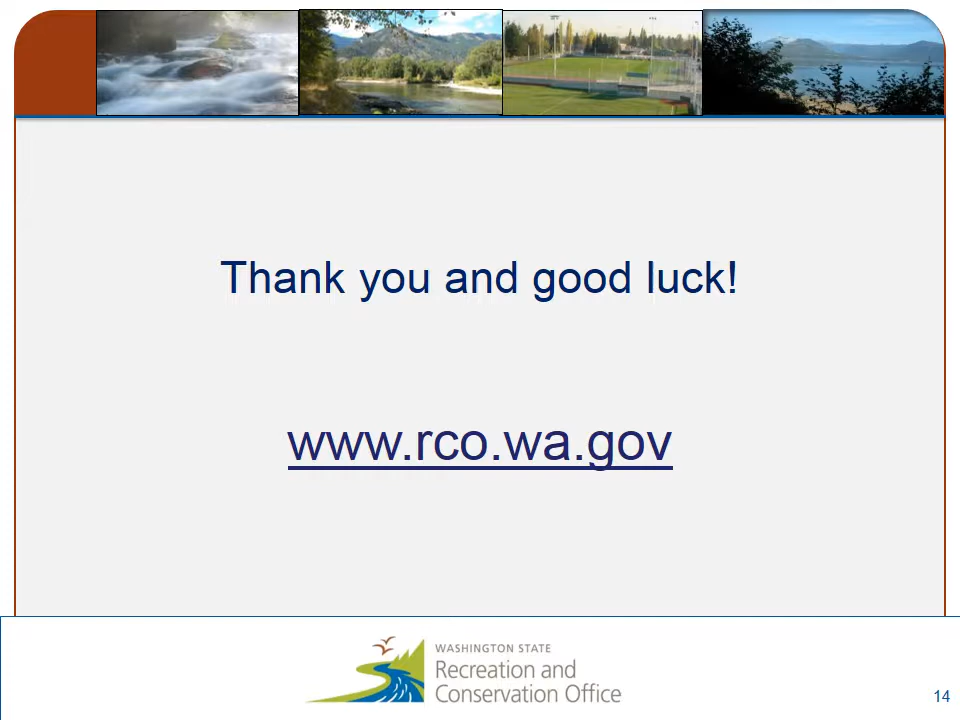 Thank you and good luck!
www.rco.wa.gov
WASHINGTON STATE
Recreation and
Conservation Office
14